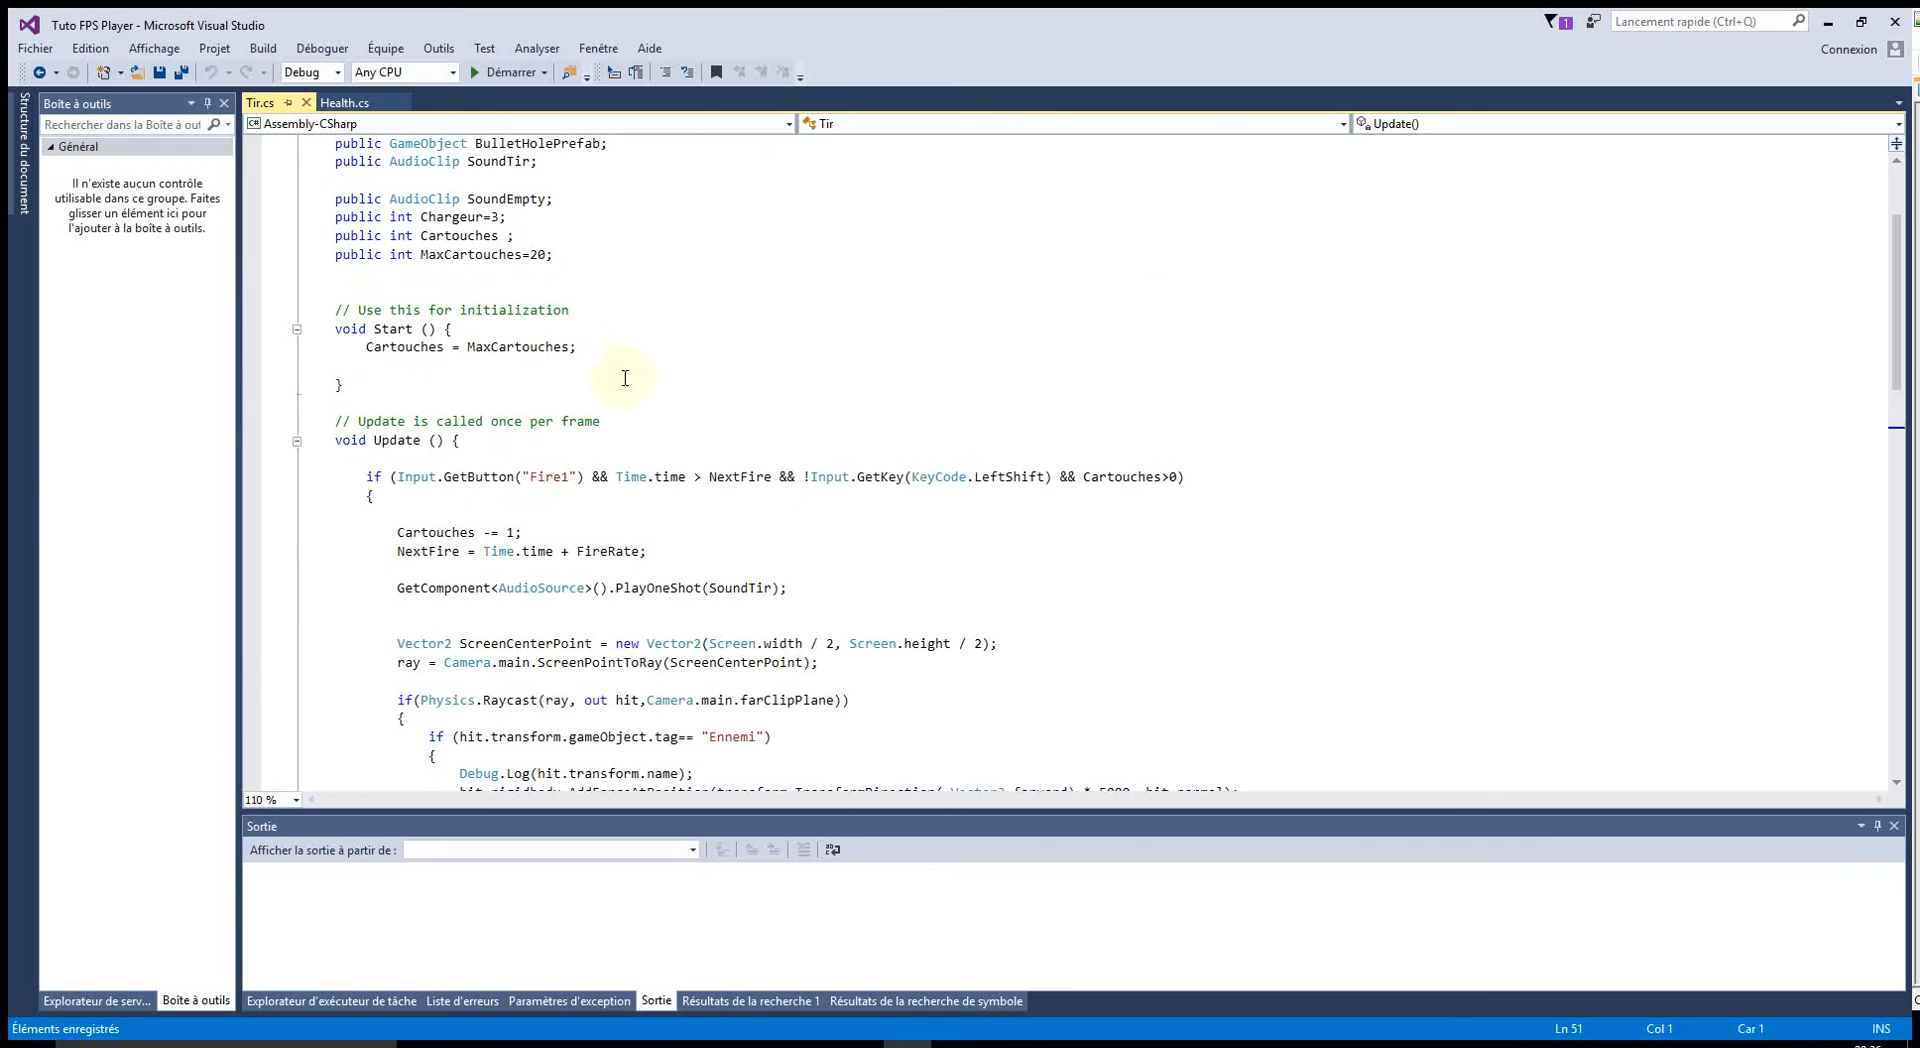 Tuto FPS Player - Microsoft Visual Studio
1
Lancement rapide (Ctrl+Q)
Fichier Edition Affichage Projet Build Déboguer Équipe Outils Test Analyser Fenêtre Aide
Connexion
Debug Any CPU Démarrer
Structure du document
Boîte à outils
Rechercher dans la Boîte à out
Général
Il n'existe aucun contrôle
utilisable dans ce groupe. Faites
glisser un élément ici pour
l'ajouter à la boîte à outils.
Tir.cs Health.cs
Assembly-CSharp Tir Update()
public GameObject BulletHolePrefab;
public AudioClip SoundTir;
public AudioClip SoundEmpty;
public int Chargeur=3;
public int Cartouches ;
public int MaxCartouches=20;
// Use this for initialization
void Start () {
Cartouches = MaxCartouches;
}
// Update is called once per frame
void Update () {
if (Input.GetButton("Fire1") && Time.time > NextFire && !Input.GetKey(KeyCode.LeftShift) && Cartouches>0)
{
Cartouches -= 1;
NextFire = Time.time + FireRate;
GetComponent<AudioSource>().PlayOneShot(SoundTir);
Vector2 ScreenCenterPoint = new Vector2(Screen.width / 2, Screen.height / 2);
ray = Camera.main.ScreenPointToRay(ScreenCenterPoint);
if(Physics.Raycast(ray, out hit,Camera.main.farClipPlane))
{
if (hit.transform.gameObject.tag== "Ennemi")
{
Debug.Log(hit.transform.name);
110 %
Sortie
Afficher la sortie à partir de :
Explorateur de serv... Boîte à outils
Explorateur d'exécuteur de tâche Liste d'erreurs Paramètres d'exception Sortie Résultats de la recherche 1 Résultats de la recherche de symbole
Éléments enregistrés Ln 51 Col 1 Car 1 INS